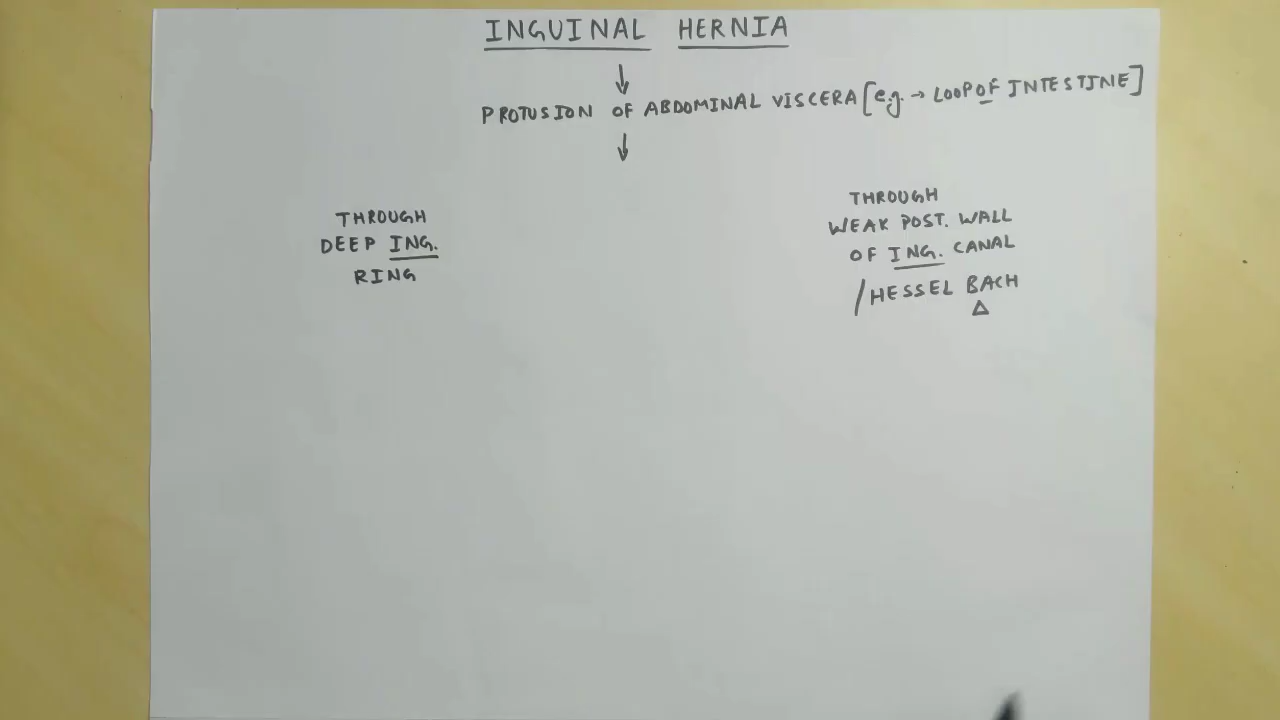 INGUINAL HERNIA
↓
PROTUSION OF ABDOMINAL VISCERA [e.g. → LOOP OF INTESTINE]
↓
THROUGH
DEEP ING.
RING
THROUGH
WEAK POST. WALL
OF ING. CANAL
/HESSEL BACH
△